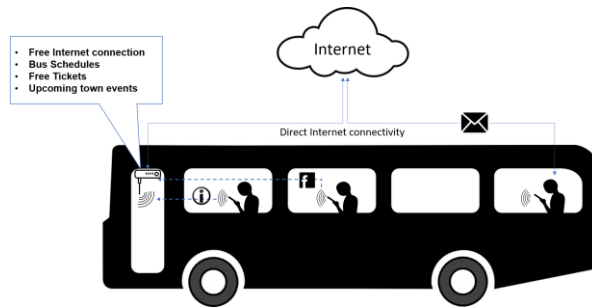 Internet
• Free Internet connection
• Bus Schedules
• Free Tickets
• Upcoming town events
Direct Internet connectivity